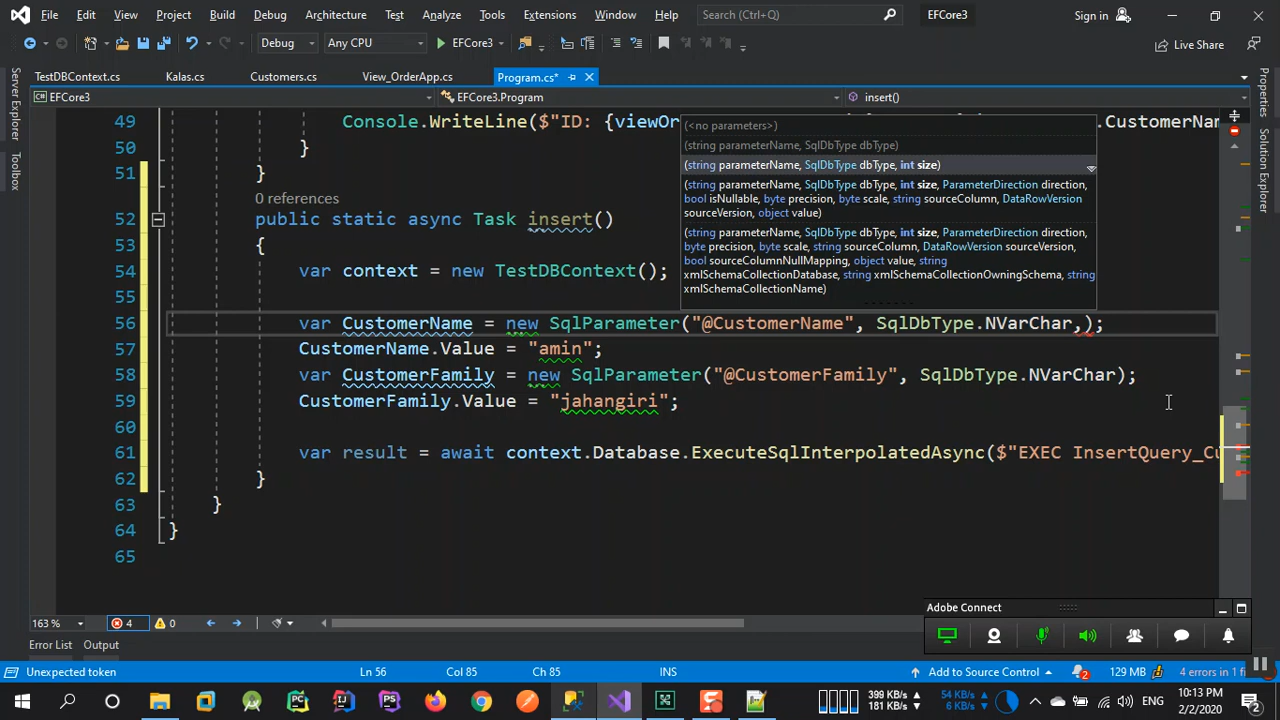 File Edit View Project Build Debug Architecture Test Analyze Tools Extensions Window Help Search (Ctrl+Q) EFCore3 Sign in
Debug Any CPU EFCore3 Live Share
TestDBContext.cs Kalas.cs Customers.cs View_OrderApp.cs Program.cs*
EFCore3 EFCore3.Program insert()
Server Explorer
Toolbox
Properties
Solution Explorer
49 Console.WriteLine($"ID: {viewOr .CustomerNam
50 }
51 }
0 references
52 public static async Task insert()
53 {
54 var context = new TestDBContext();
55
56 var CustomerName = new SqlParameter("@CustomerName", SqlDbType.NVarChar,);
57 CustomerName.Value = "amin";
58 var CustomerFamily = new SqlParameter("@CustomerFamily", SqlDbType.NVarChar);
59 CustomerFamily.Value = "jahangiri";
60
61 var result = await context.Database.ExecuteSqlInterpolatedAsync($"EXEC InsertQuery_Cu
62 }
63 }
64 }
65
(<no parameters>)
(string parameterName, SqlDbType dbType)
(string parameterName, SqlDbType dbType, int size)
(string parameterName, SqlDbType dbType, int size, ParameterDirection direction,
bool isNullable, byte precision, byte scale, string sourceColumn, DataRowVersion
sourceVersion, object value)
(string parameterName, SqlDbType dbType, int size, ParameterDirection direction,
byte precision, byte scale, string sourceColumn, DataRowVersion sourceVersion,
bool sourceColumnNullMapping, object value, string
xmlSchemaCollectionDatabase, string xmlSchemaCollectionOwningSchema, string
xmlSchemaCollectionName)
Adobe Connect
163 % 4 0
Error List Output
Unexpected token Ln 56 Col 85 Ch 85 INS Add to Source Control 2 129 MB 4 errors in 1 f
399 KB/s 181 KB/s 54 KB/s 6 KB/s ENG 10:13 PM 2/2/2020 2